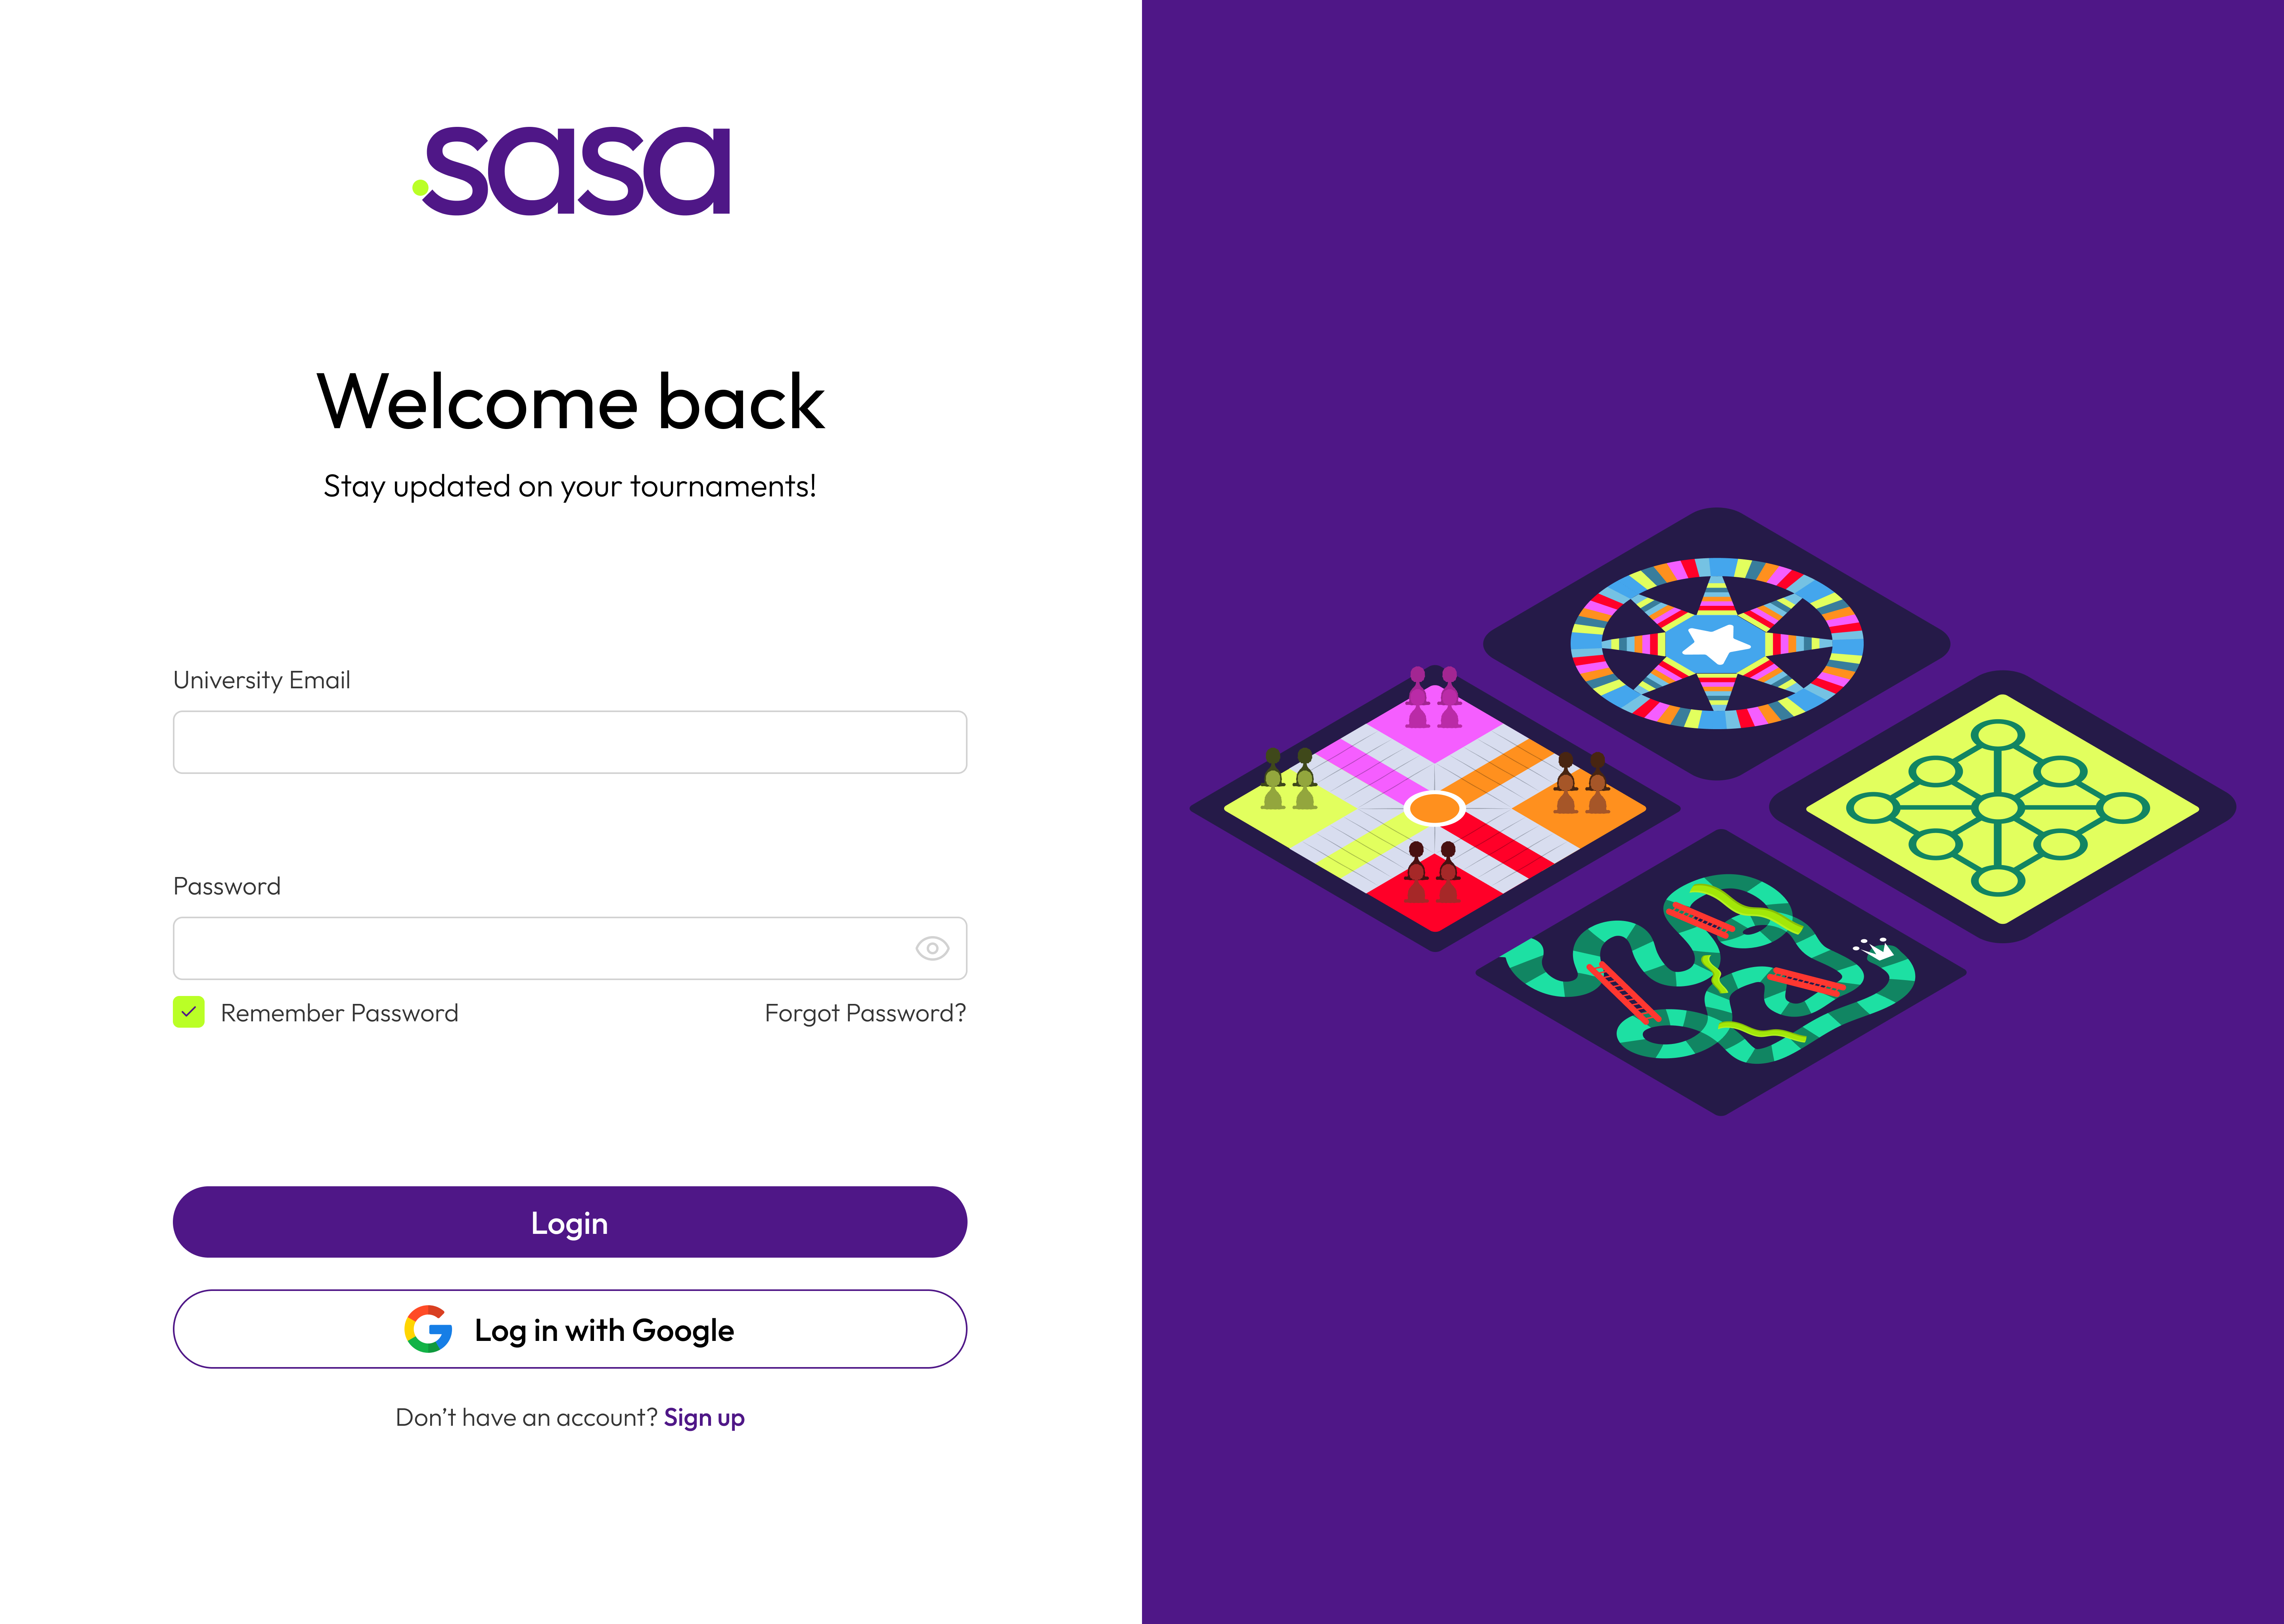 sasa
Welcome back
Stay updated on your tournaments!
University Email
Password
Remember Password
Forgot Password?
Login
Log in with Google
Don’t have an account? Sign up